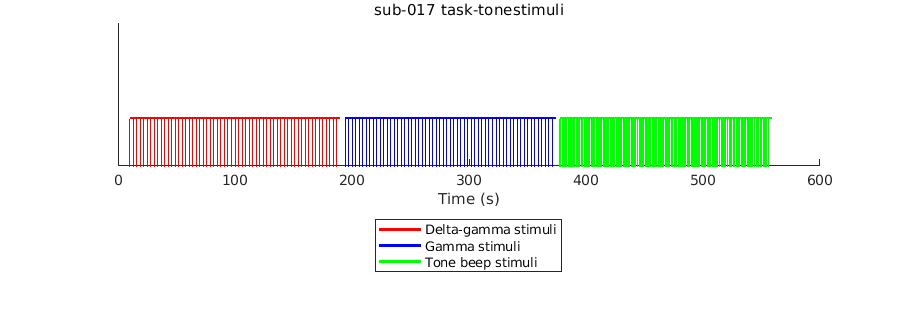 sub-017 task-tonestimuli
0 100 200 300 400 500 600
Time (s)
Delta-gamma stimuli
Gamma stimuli
Tone beep stimuli